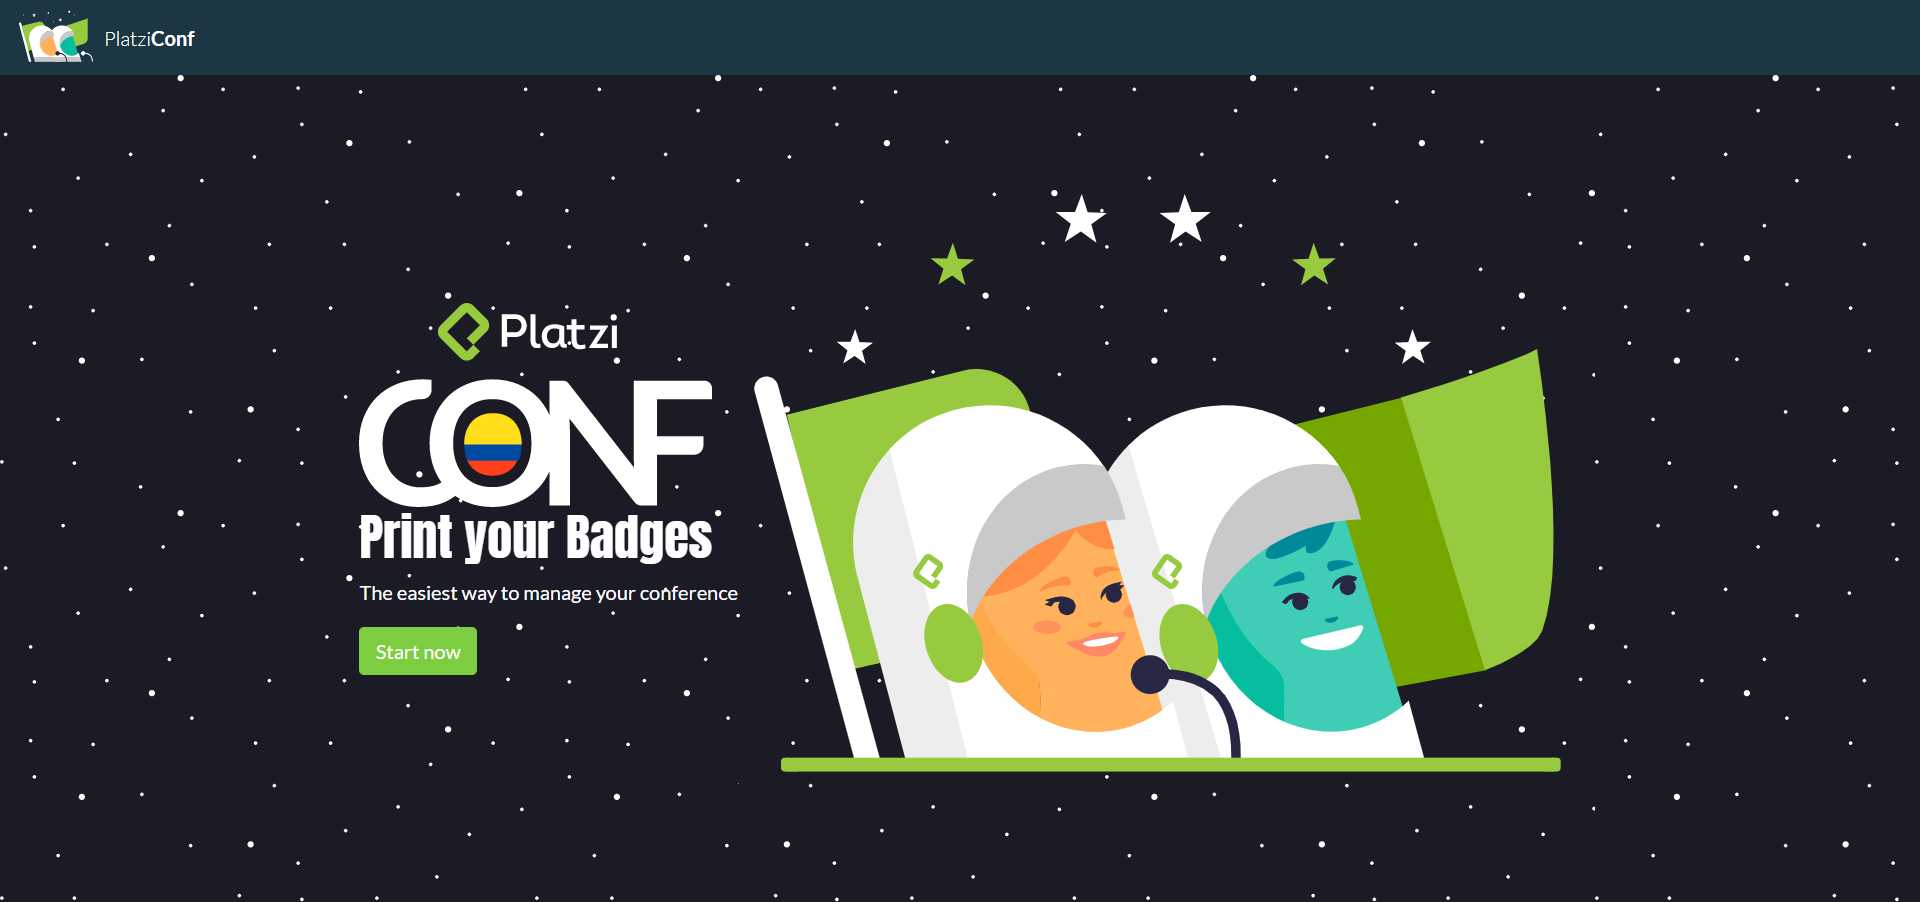 PlatziConf
Platzi
CONF
Print your Badges
The easiest way to manage your conference
Start now